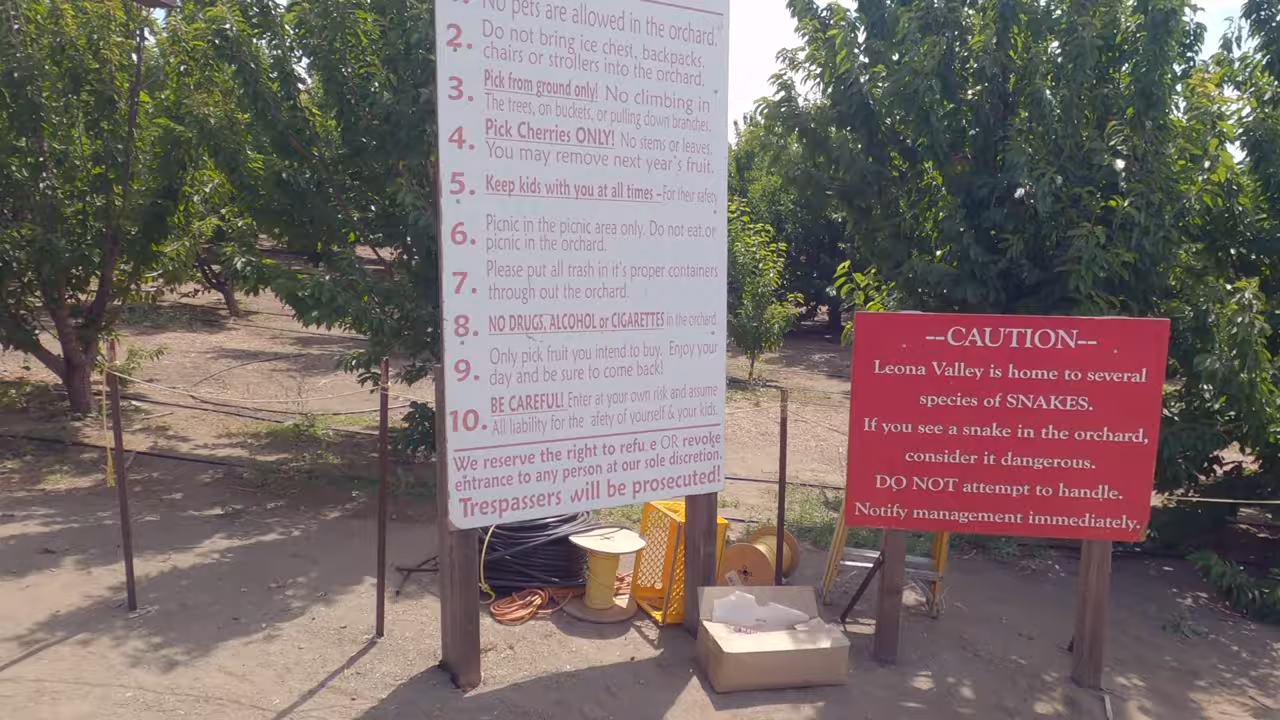 No pets are allowed in the orchard.
2. Do not bring ice chest, backpacks,
chairs or strollers into the orchard.
3. Pick from ground only! No climbing in
The trees, on buckets, or pulling down branches.
4. Pick Cherries ONLY! No stems or leaves.
You may remove next year's fruit.
5. Keep kids with you at all times – For their safety
6. Picnic in the picnic area only. Do not eat or
picnic in the orchard.
7. Please put all trash in it's proper containers
through out the orchard.
8. NO DRUGS, ALCOHOL or CIGARETTES in the orchard.
9. Only pick fruit you intend to buy. Enjoy your
day and be sure to come back!
10. BE CAREFUL! Enter at your own risk and assume
All liability for the afety of yourself & your kids.
We reserve the right to refu e OR revoke
entrance to any person at our sole discretion.
Trespassers will be prosecuted!
--CAUTION--
Leona Valley is home to several
species of SNAKES.
If you see a snake in the orchard,
consider it dangerous.
DO NOT attempt to handle.
Notify management immediately.